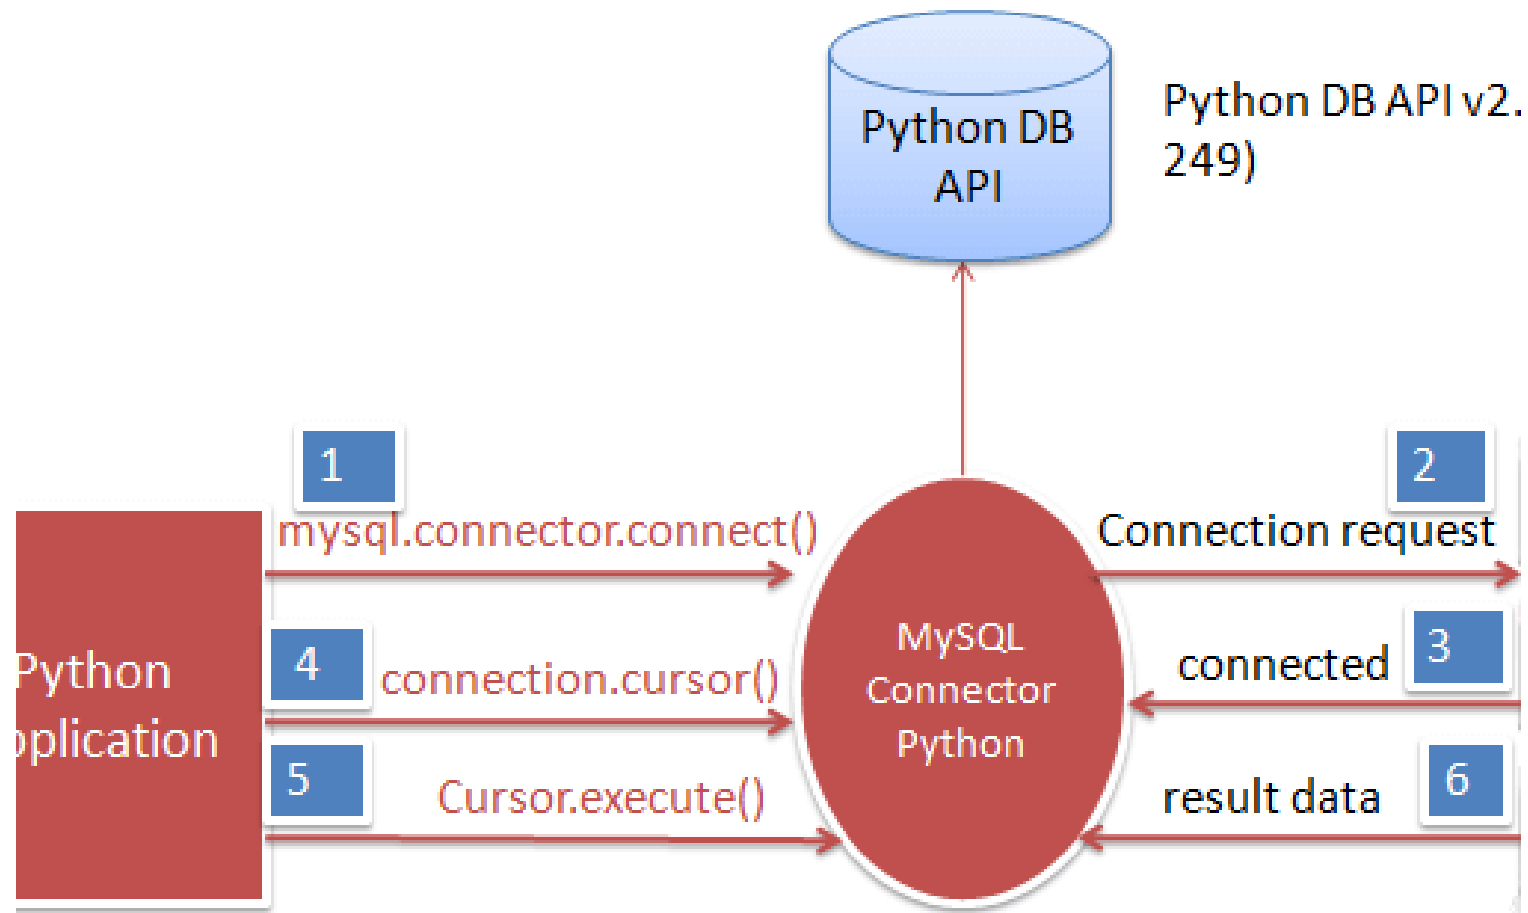 Python DB
API
Python DB API v2.
249)
1
mysql.connector.connect()
2
Connection request
Python
pplication
4
connection.cursor()
5
Cursor.execute()
MySQL
Connector
Python
connected
3
result data
6